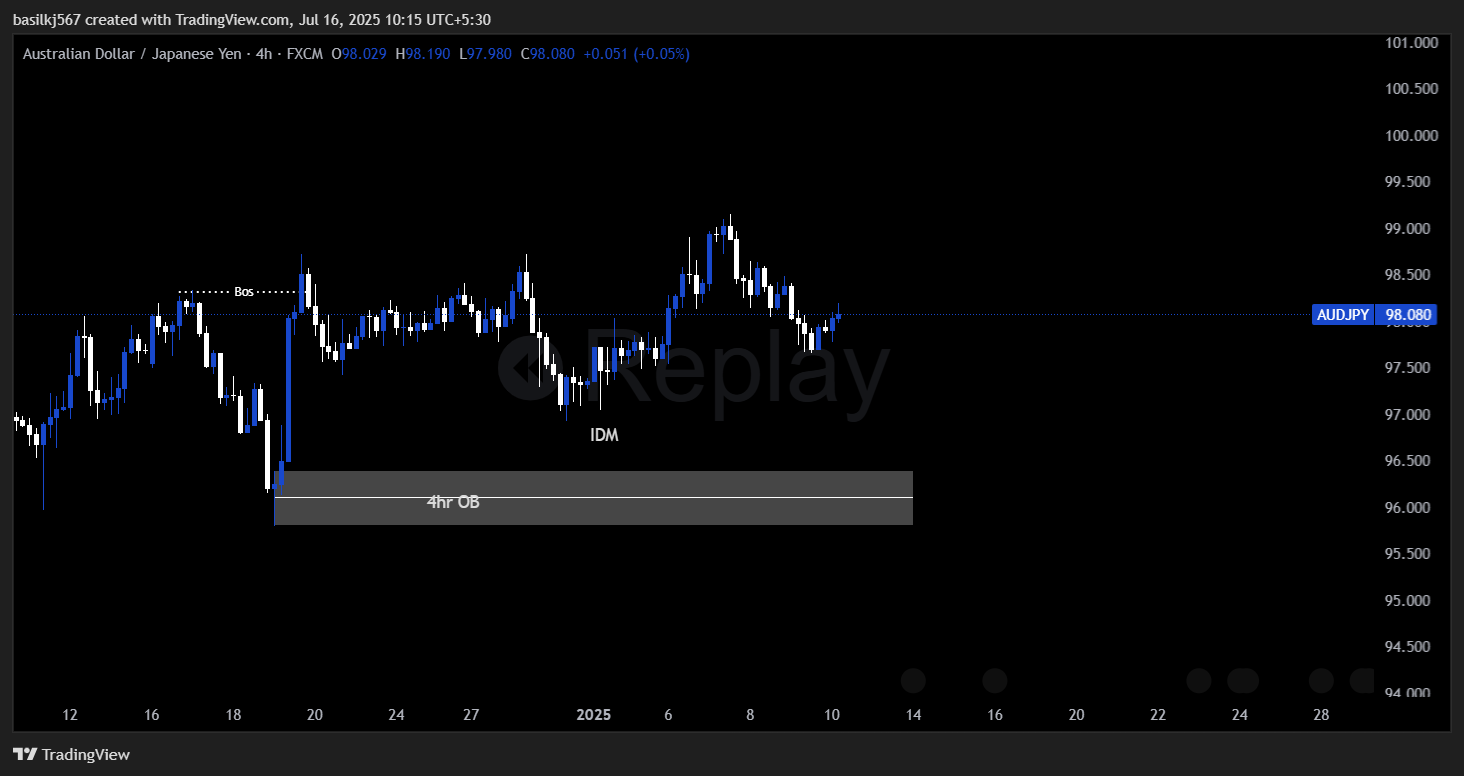 basilkj567 created with TradingView.com, Jul 16, 2025 10:15 UTC+5:30
Australian Dollar / Japanese Yen · 4h · FXCM O98.029 H98.190 L97.980 C98.080 +0.051 (+0.05%)
101.000
100.500
100.000
99.500
99.000
98.500
Bos
AUDJPY 98.080
98.000
Replay
97.500
97.000
IDM
96.500
4hr OB
96.000
95.500
95.000
94.500
94.000
12 16 18 20 24 27 2025 6 8 10 14 16 20 22 24 28
TradingView